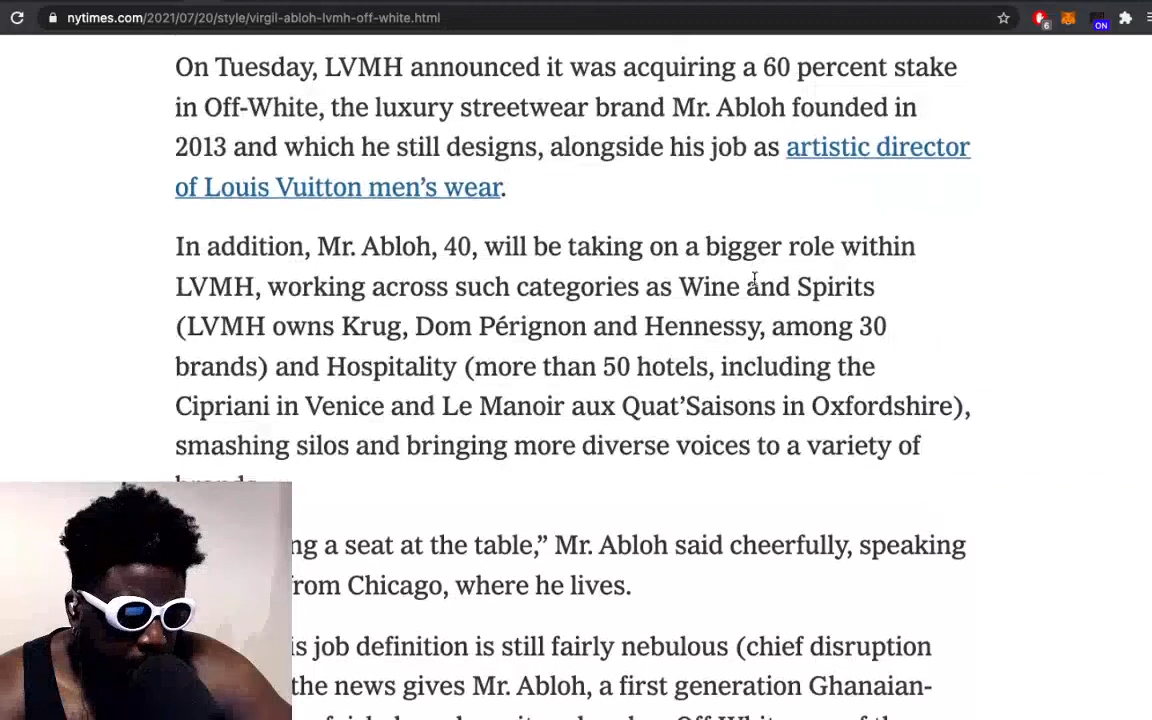 nytimes.com/2021/07/20/style/virgil-abloh-lvmh-off-white.html
6
ON
On Tuesday, LVMH announced it was acquiring a 60 percent stake
in Off-White, the luxury streetwear brand Mr. Abloh founded in
2013 and which he still designs, alongside his job as artistic director
of Louis Vuitton men’s wear.
In addition, Mr. Abloh, 40, will be taking on a bigger role within
LVMH, working across such categories as Wine and Spirits
(LVMH owns Krug, Dom Pérignon and Hennessy, among 30
brands) and Hospitality (more than 50 hotels, including the
Cipriani in Venice and Le Manoir aux Quat’Saisons in Oxfordshire),
smashing silos and bringing more diverse voices to a variety of
brands.
ng a seat at the table,” Mr. Abloh said cheerfully, speaking
from Chicago, where he lives.
is job definition is still fairly nebulous (chief disruption
the news gives Mr. Abloh, a first generation Ghanaian-